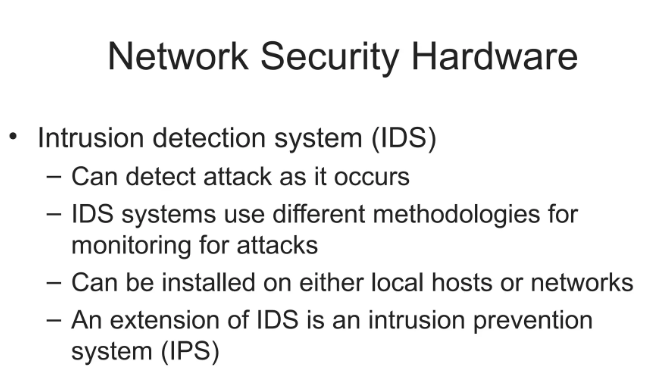 Network Security Hardware
• Intrusion detection system (IDS)
– Can detect attack as it occurs
– IDS systems use different methodologies for
monitoring for attacks
– Can be installed on either local hosts or networks
– An extension of IDS is an intrusion prevention
system (IPS)